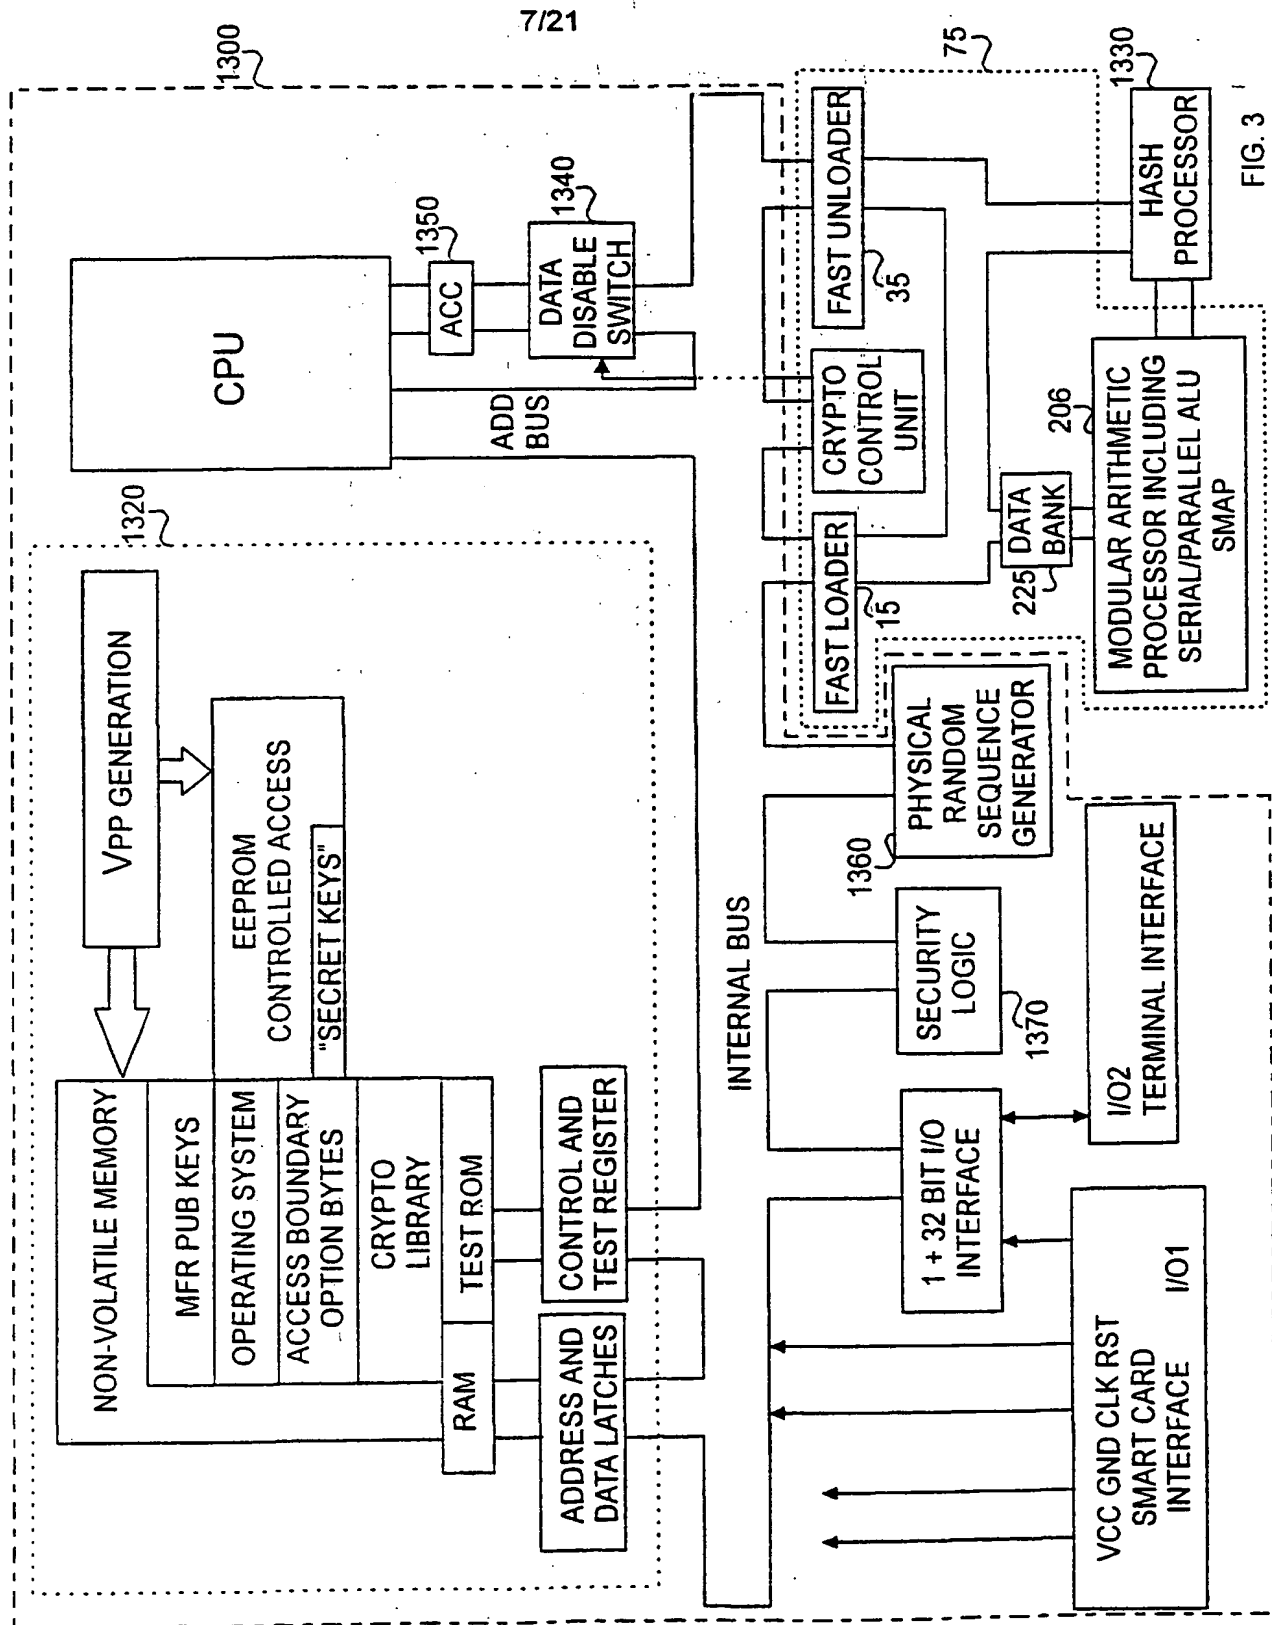 7/21
1300
1320
VPP GENERATION
NON-VOLATILE MEMORY
MFR PUB KEYS
OPERATING SYSTEM
ACCESS BOUNDARY
OPTION BYTES
CRYPTO
LIBRARY
RAM
TEST ROM
EEPROM
CONTROLLED ACCESS
"SECRET KEYS"
ADDRESS AND
DATA LATCHES
CONTROL AND
TEST REGISTER
CPU
ADD
BUS
ACC
1350
DATA
DISABLE
SWITCH
1340
INTERNAL BUS
VCC GND CLK RST
SMART CARD
INTERFACE
I/O1
1 + 32 BIT I/O
INTERFACE
I/O2
TERMINAL INTERFACE
SECURITY
LOGIC
1370
PHYSICAL
RANDOM
SEQUENCE
GENERATOR
1360
FAST LOADER
15
CRYPTO
CONTROL
UNIT
FAST UNLOADER
35
75
DATA
BANK
225
MODULAR ARITHMETIC
PROCESSOR INCLUDING
SERIAL/PARALLEL ALU
SMAP
206
HASH
PROCESSOR
1330
FIG. 3